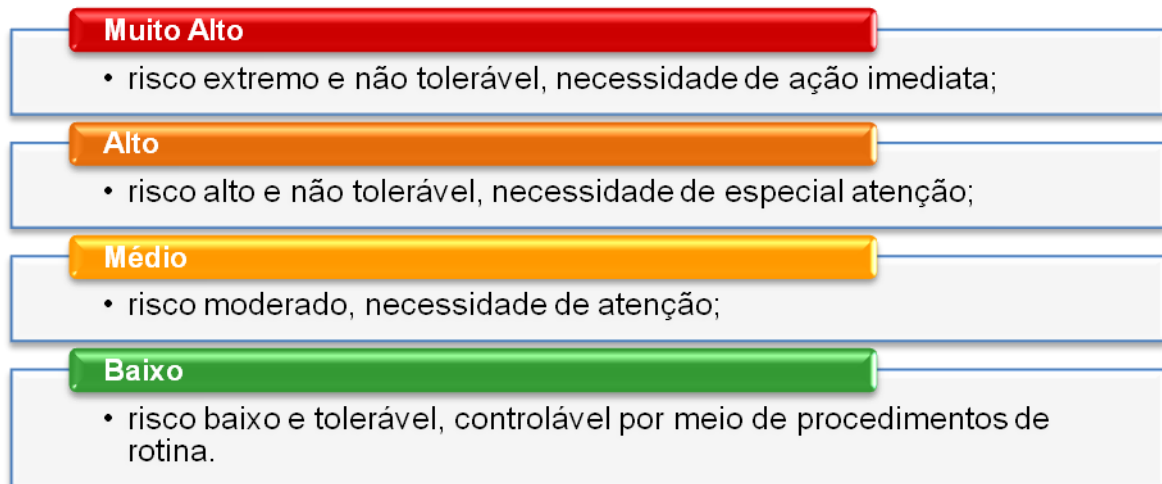 Muito Alto
• risco extremo e não tolerável, necessidade de ação imediata;
Alto
• risco alto e não tolerável, necessidade de especial atenção;
Médio
• risco moderado, necessidade de atenção;
Baixo
• risco baixo e tolerável, controlável por meio de procedimentos de
rotina.